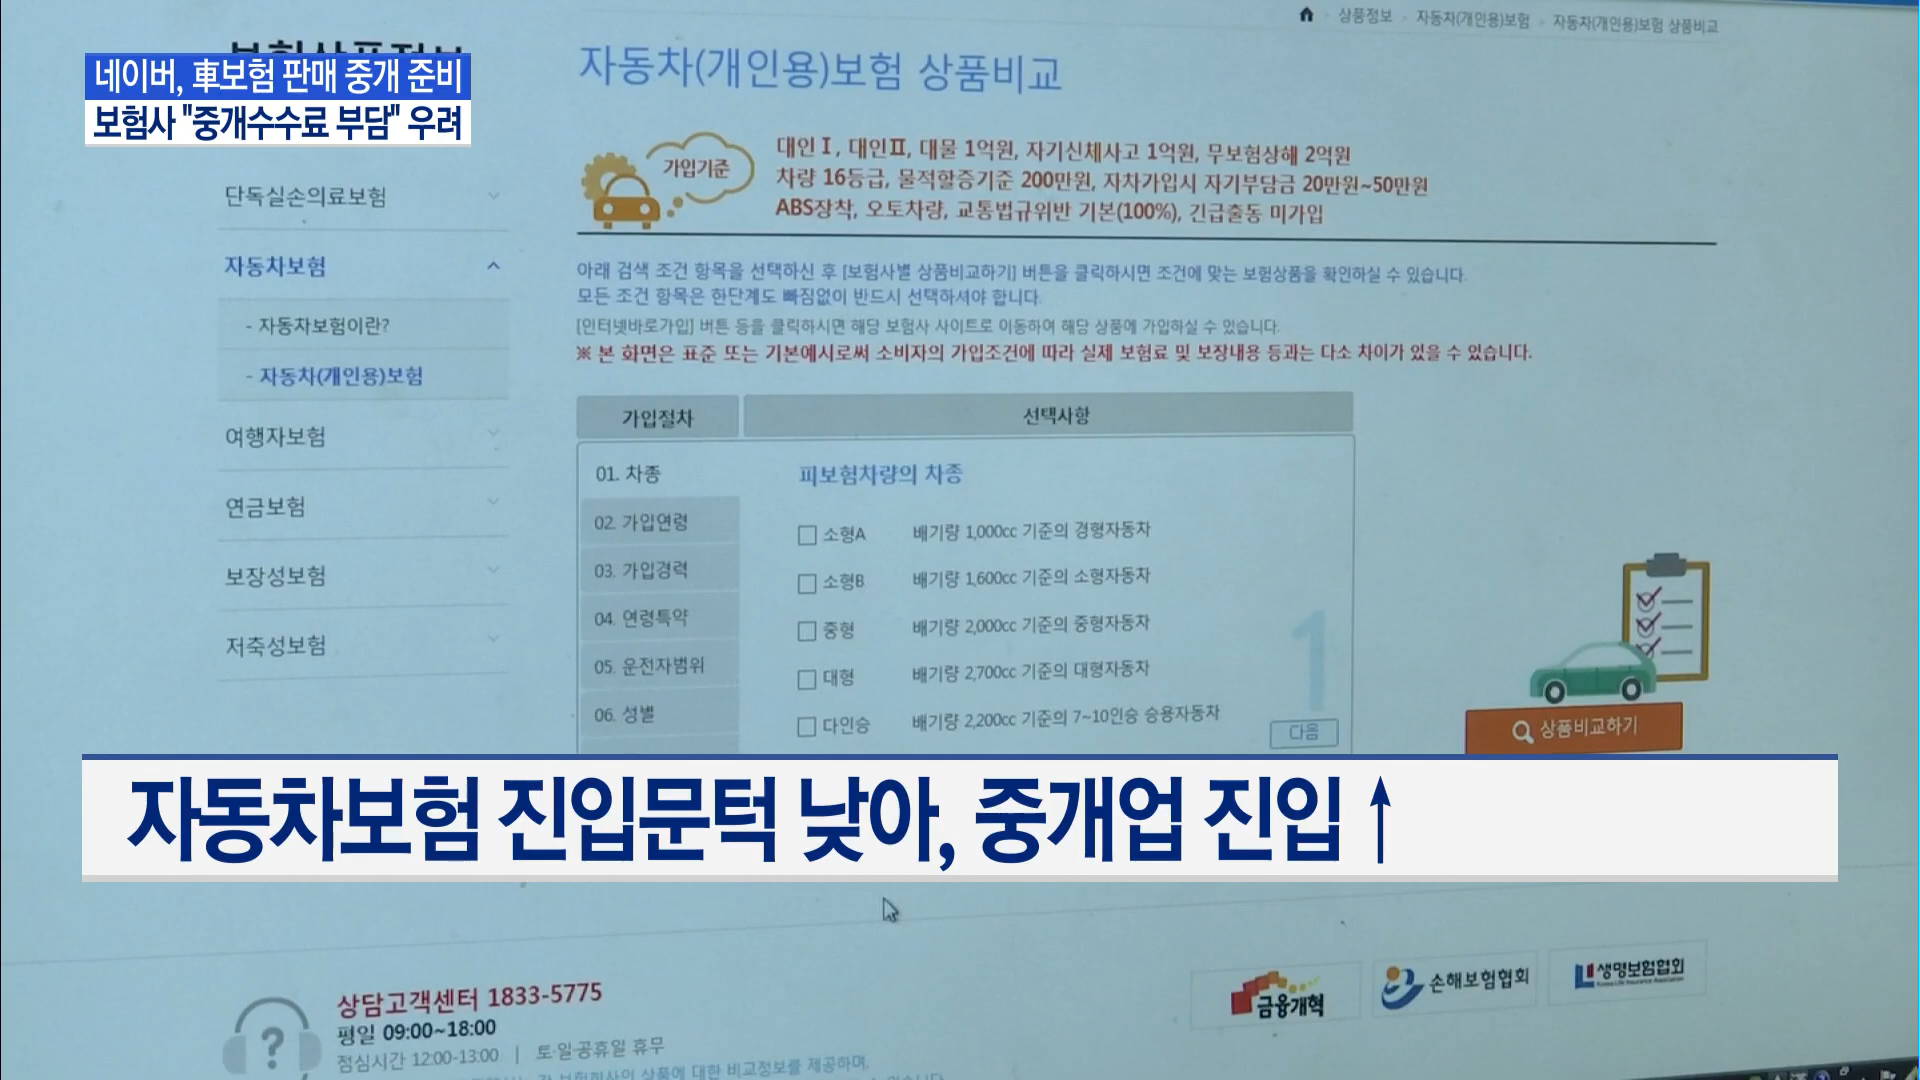 상품정보 > 자동차(개인용)보험 > 자동차(개인용)보험 상품비교
네이버, 車보험 판매 중개 준비
보험사 "중개수수료 부담" 우려
자동차(개인용)보험 상품비교
가입기준
대인Ⅰ, 대인Ⅱ, 대물 1억원, 자기신체사고 1억원, 무보험상해 2억원
차량 16등급, 물적할증기준 200만원, 자차가입시 자기부담금 20만원~50만원
ABS장착, 오토차량, 교통법규위반 기본(100%), 긴급출동 미가입
단독실손의료보험
자동차보험
- 자동차보험이란?
- 자동차(개인용)보험
여행자보험
연금보험
보장성보험
저축성보험
아래 검색 조건 항목을 선택하신 후 [보험사별 상품비교하기] 버튼을 클릭하시면 조건에 맞는 보험상품을 확인하실 수 있습니다.
모든 조건 항목은 한단계도 빠짐없이 반드시 선택하셔야 합니다.
[인터넷바로가입] 버튼 등을 클릭하시면 해당 보험사 사이트로 이동하여 해당 상품에 가입하실 수 있습니다.
※ 본 화면은 표준 또는 기본예시로써 소비자의 가입조건에 따라 실제 보험료 및 보장내용 등과는 다소 차이가 있을 수 있습니다.
가입절차 선택사항
01. 차종
02. 가입연령
03. 가입경력
04. 연령특약
05. 운전자범위
06. 성별
피보험차량의 차종
소형A 배기량 1,000cc 기준의 경형자동차
소형B 배기량 1,600cc 기준의 소형자동차
중형 배기량 2,000cc 기준의 중형자동차
대형 배기량 2,700cc 기준의 대형자동차
다인승 배기량 2,200cc 기준의 7~10인승 승용자동차
1
다음
상품비교하기
자동차보험 진입문턱 낮아, 중개업 진입↑
상담고객센터 1833-5775
평일 09:00~18:00
점심시간 12:00-13:00 | 토·일·공휴일 휴무
각 보험회사의 상품에 대한 비교정보를 제공하며,
금융개혁
손해보험협회
생명보험협회